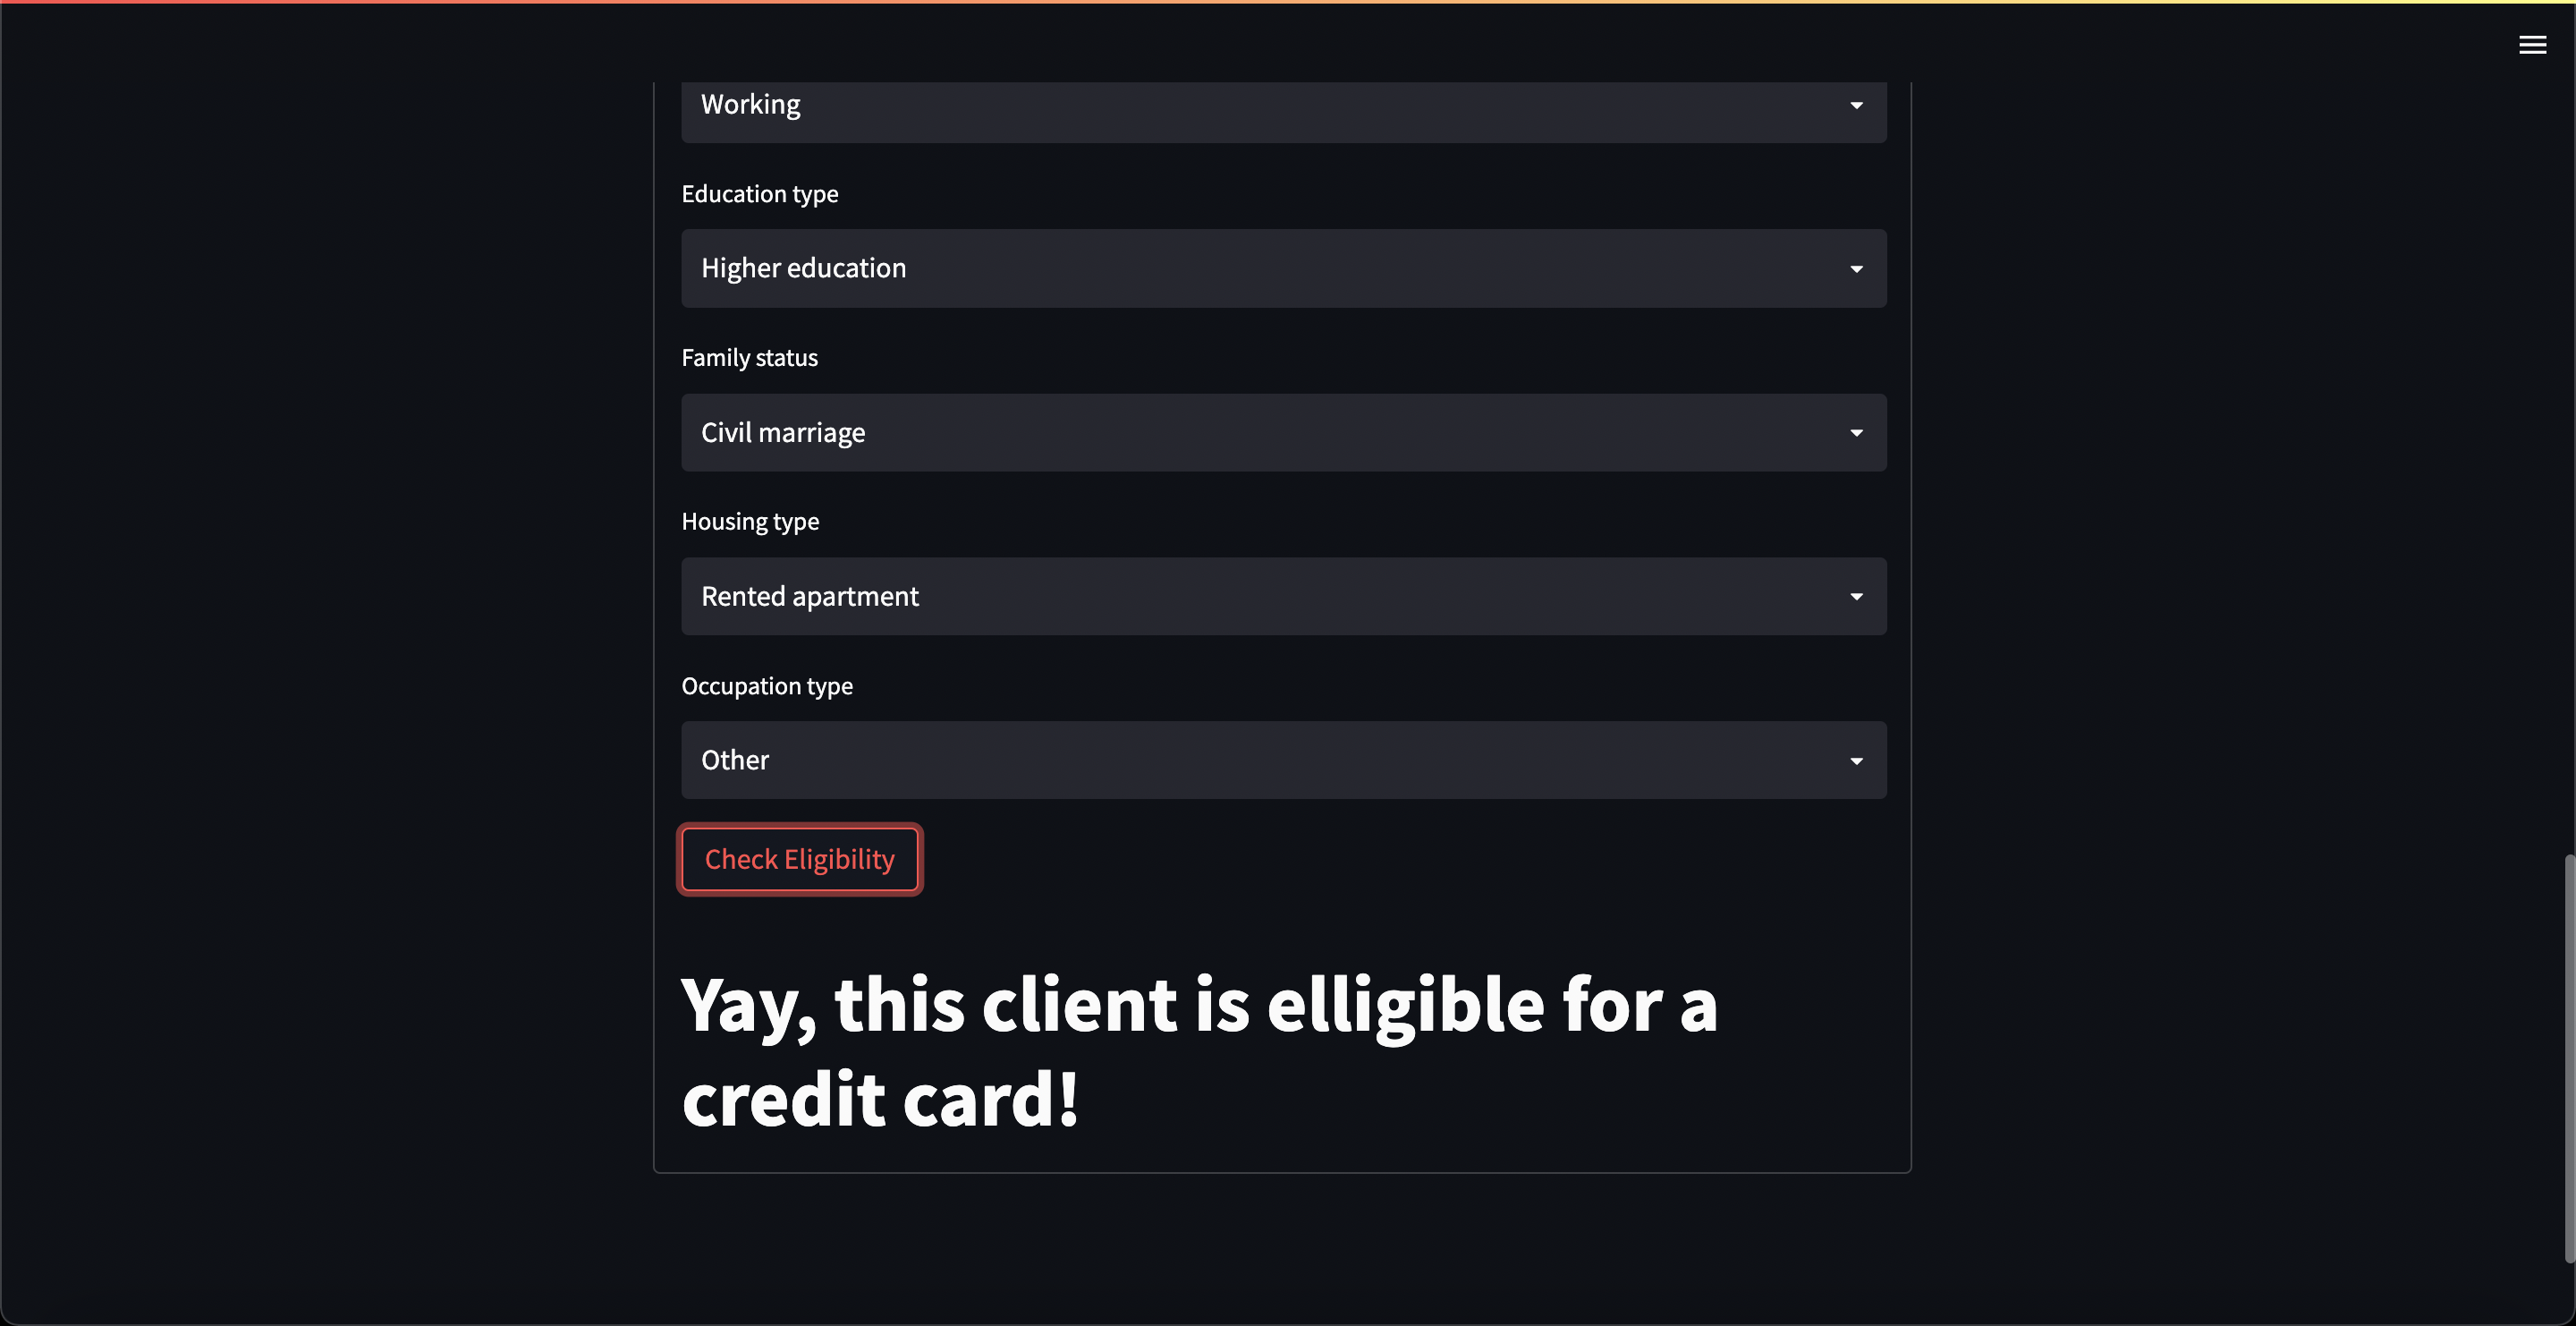 Working
Education type
Higher education
Family status
Civil marriage
Housing type
Rented apartment
Occupation type
Other
Check Eligibility
Yay, this client is elligible for a
credit card!